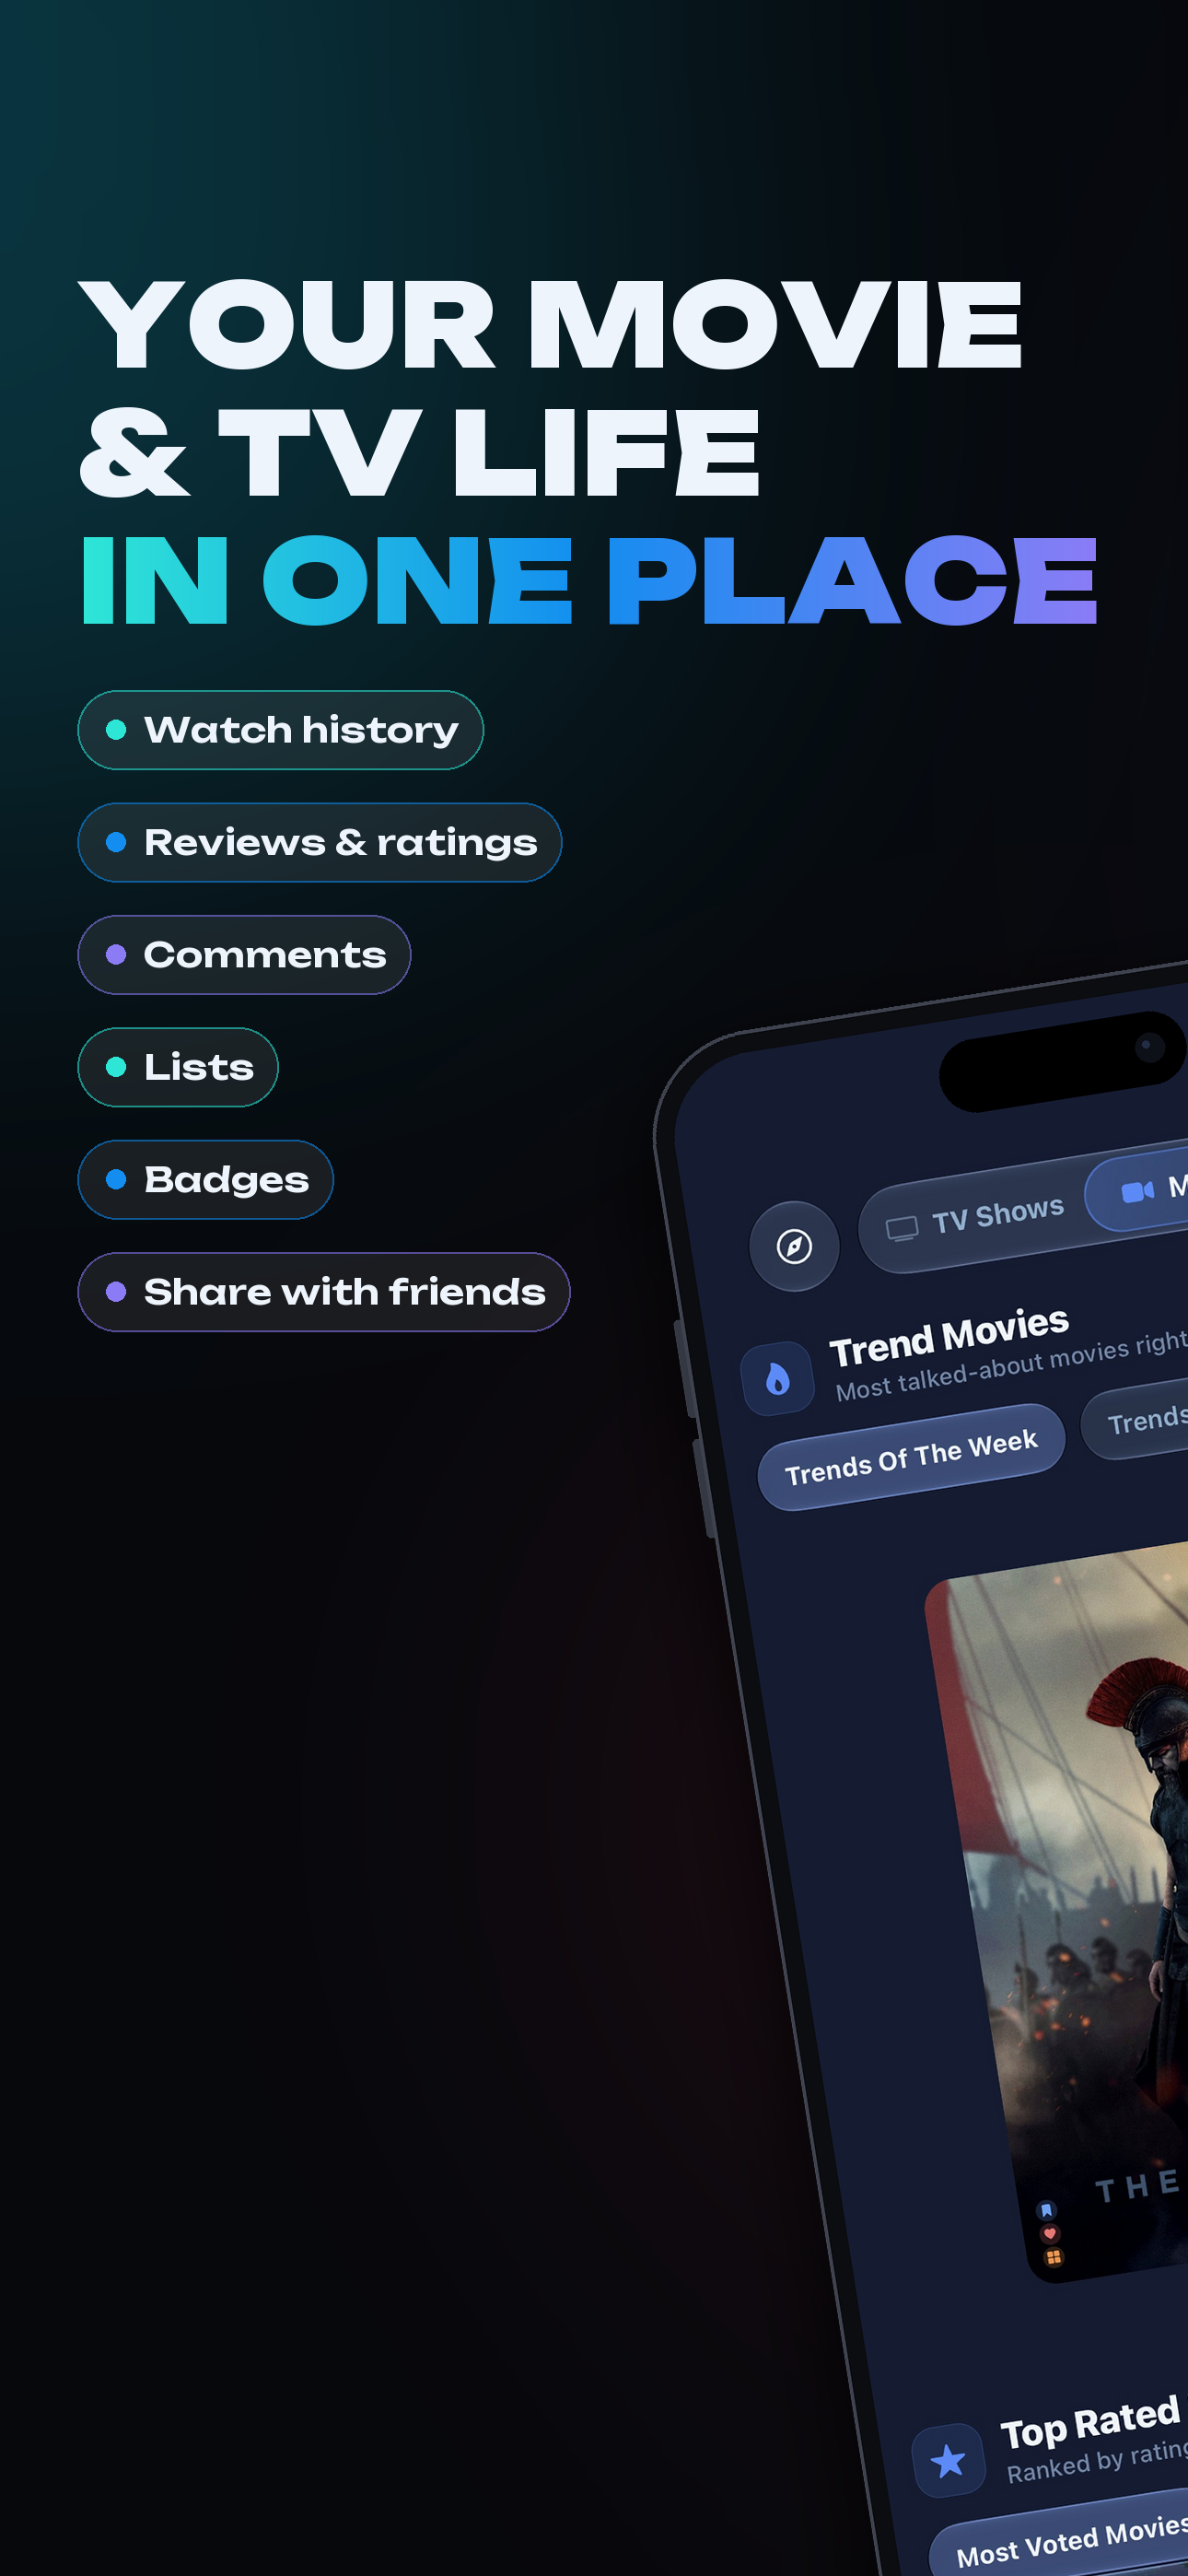 YOUR MOVIE
& TV LIFE
IN ONE PLACE
Watch history
Reviews & ratings
Comments
Lists
Badges
Share with friends
TV Shows
Trend Movies
Most talked-about movies right
Trends Of The Week
Trends
THE
Top Rated
Ranked by rating
Most Voted Movies